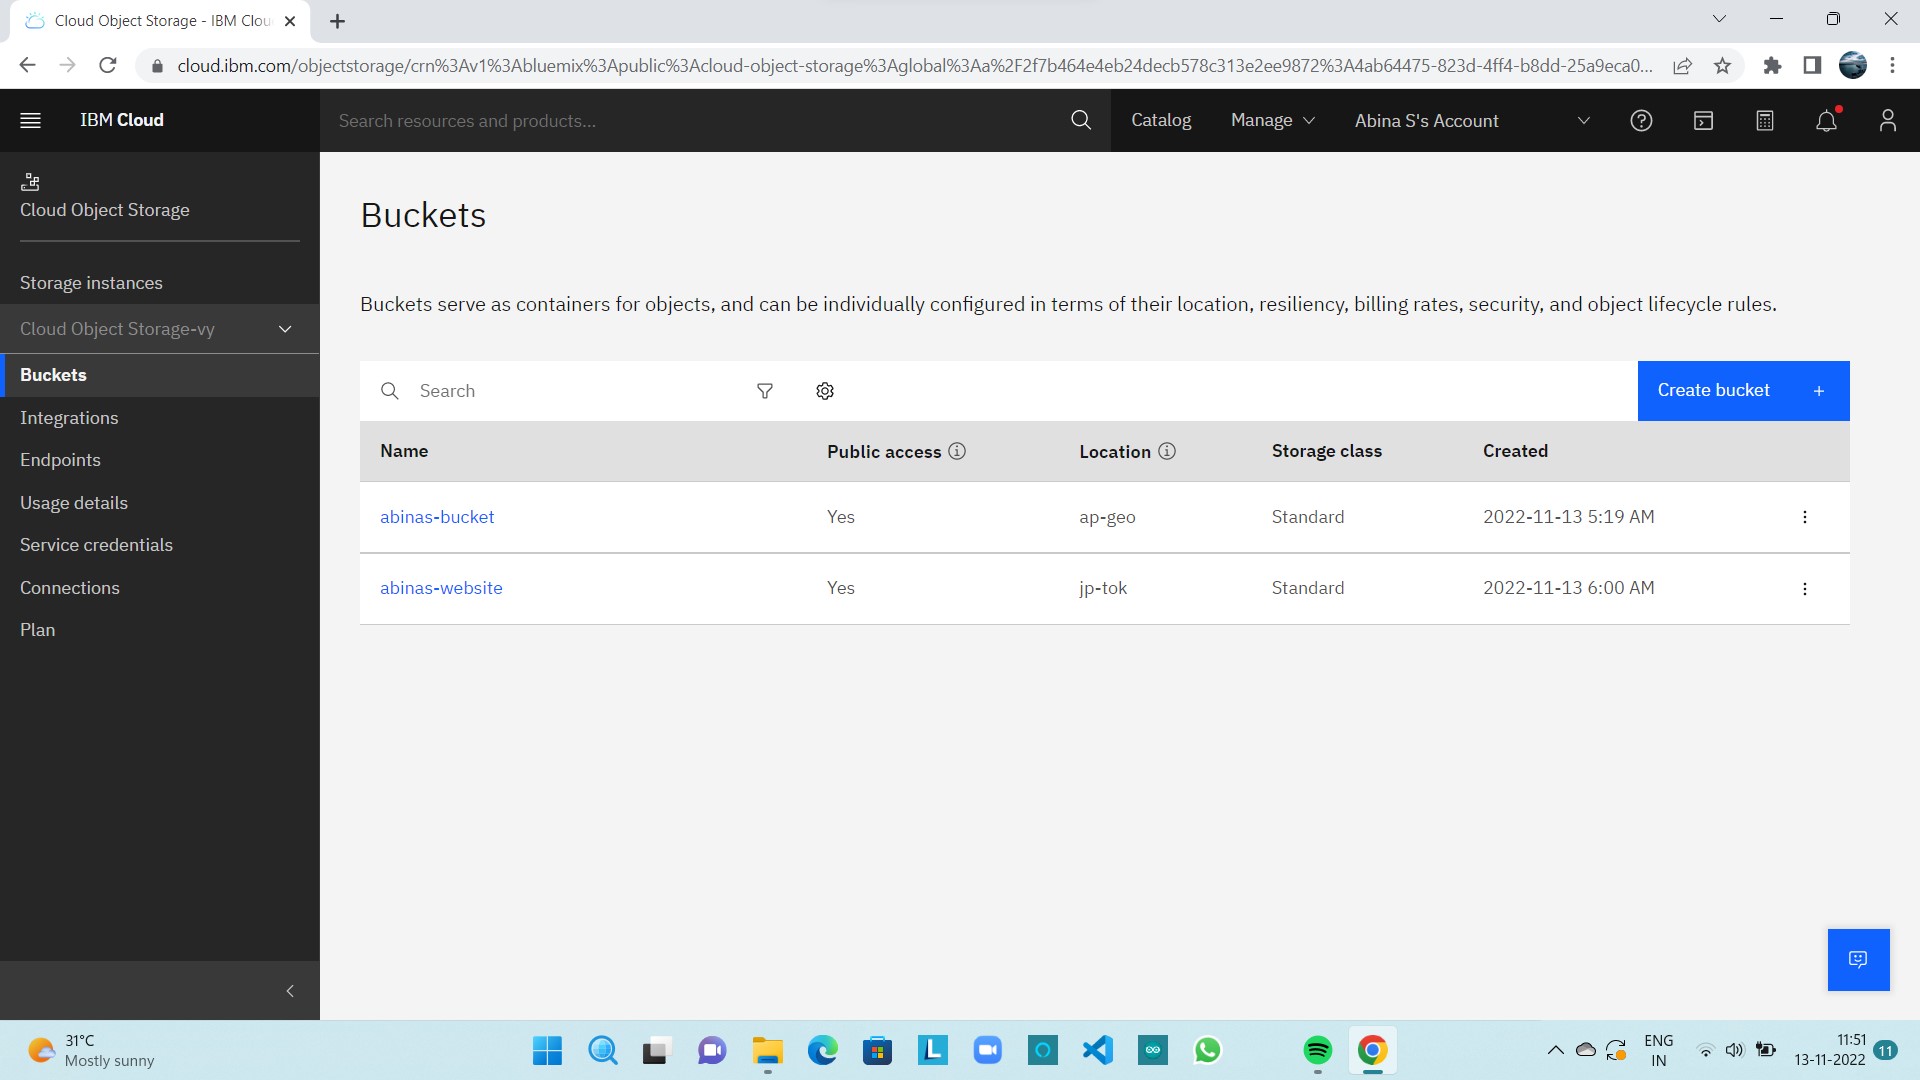 Cloud Object Storage - IBM Clou
cloud.ibm.com/objectstorage/crn%3Av1%3Abluemix%3Apublic%3Acloud-object-storage%3Aglobal%3Aa%2F2f7b464e4eb24decb578c313e2ee9872%3A4ab64475-823d-4ff4-b8dd-25a9eca0...
IBM Cloud
Search resources and products...
Catalog
Manage
Abina S's Account
Cloud Object Storage
Storage instances
Cloud Object Storage-vy
Buckets
Integrations
Endpoints
Usage details
Service credentials
Connections
Plan
Buckets
Buckets serve as containers for objects, and can be individually configured in terms of their location, resiliency, billing rates, security, and object lifecycle rules.
Search
Create bucket +
Name Public access Location Storage class Created
abinas-bucket Yes ap-geo Standard 2022-11-13 5:19 AM
abinas-website Yes jp-tok Standard 2022-11-13 6:00 AM
31°C
Mostly sunny
L
ENG
IN
11:51
13-11-2022
11